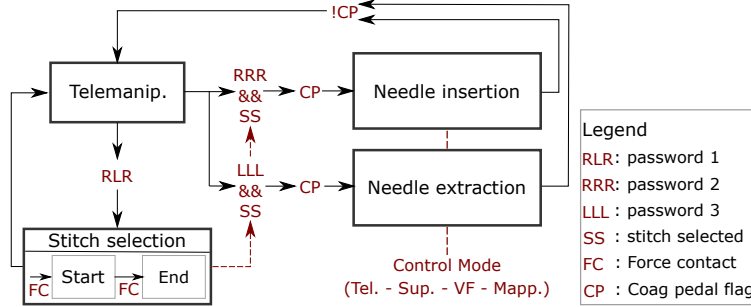 !CP
Telemanip.
RRR
&&
SS
CP
Needle insertion
RLR
LLL
&&
SS
CP
Needle extraction
Stitch selection
FC
Start
FC
End
Control Mode
(Tel. - Sup. - VF - Mapp.)
Legend
RLR: password 1
RRR: password 2
LLL: password 3
SS : stitch selected
FC : Force contact
CP : Coag pedal flag